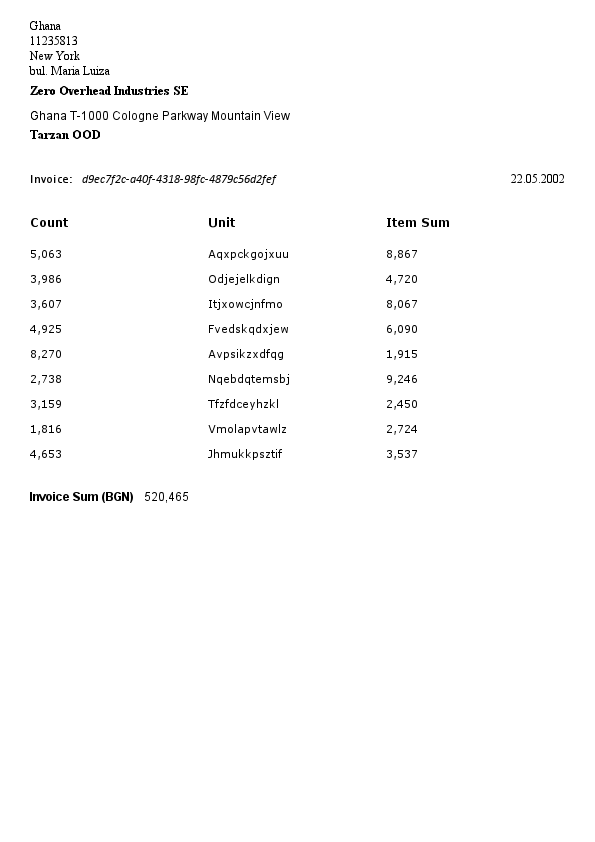 Ghana
11235813
New York
bul. Maria Luiza
Zero Overhead Industries SE
Ghana T-1000 Cologne Parkway Mountain View
Tarzan OOD
Invoice: d9ec7f2c-a40f-4318-98fc-4879c56d2fef 22.05.2002
Count Unit Item Sum
5,063 Aqxpckgojxuu 8,867
3,986 Odjejelkdign 4,720
3,607 Itjxowcjnfmo 8,067
4,925 Fvedskqdxjew 6,090
8,270 Avpsikzxdfqg 1,915
2,738 Nqebdqtemsbj 9,246
3,159 Tfzfdceyhzkl 2,450
1,816 Vmolapvtawlz 2,724
4,653 Jhmukkpsztif 3,537
Invoice Sum (BGN) 520,465